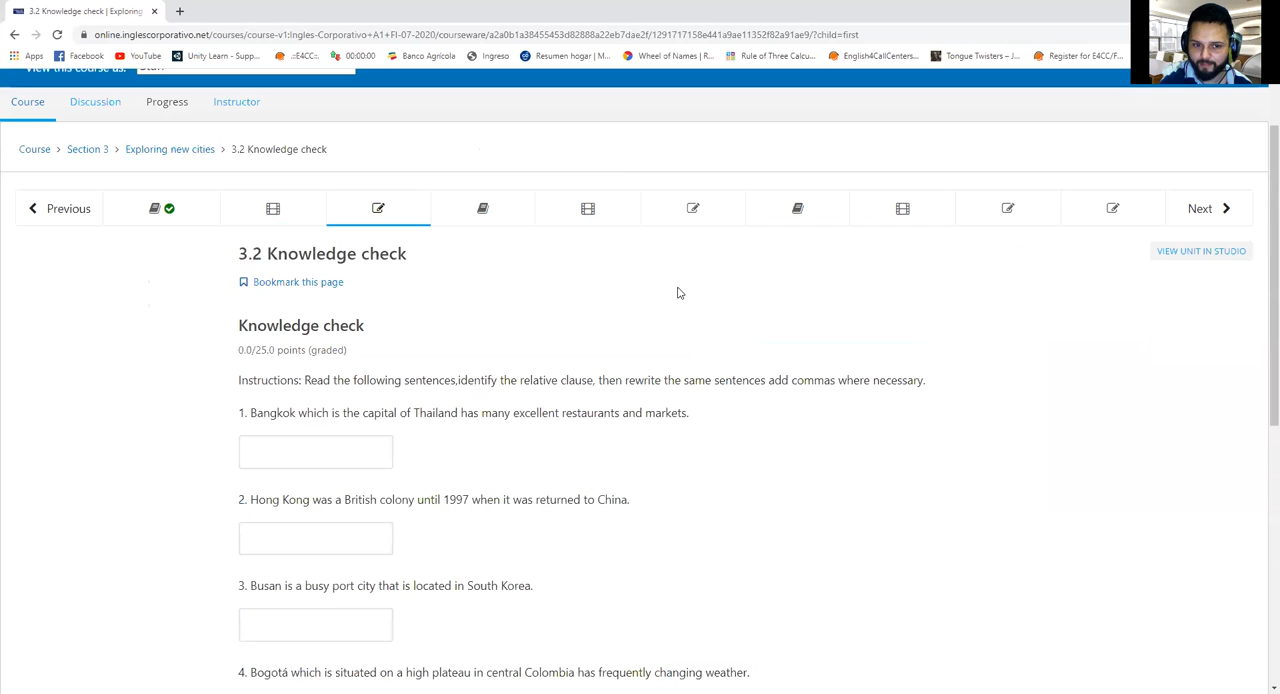 3.2 Knowledge check | Exploring
online.inglescorporativo.net/courses/course-v1:Ingles-Corporativo+A1+FI-07-2020/courseware/a2a0b1a38455453d82888a22eb7dae2f/1291717158e441a9ae11352f82a91ae9/?child=first
Apps Facebook YouTube Unity Learn - Supp... .::E4CC:. 00:00:00 Banco Agrícola Ingreso Resumen hogar | M... Wheel of Names | R... Rule of Three Calcu... English4CallCenters... Tongue Twisters – J... Register for E4CC/F...
View this course as:
Course Discussion Progress Instructor
Course > Section 3 > Exploring new cities > 3.2 Knowledge check
Previous Next
3.2 Knowledge check
VIEW UNIT IN STUDIO
Bookmark this page
Knowledge check
0.0/25.0 points (graded)
Instructions: Read the following sentences,identify the relative clause, then rewrite the same sentences add commas where necessary.
1. Bangkok which is the capital of Thailand has many excellent restaurants and markets.
2. Hong Kong was a British colony until 1997 when it was returned to China.
3. Busan is a busy port city that is located in South Korea.
4. Bogotá which is situated on a high plateau in central Colombia has frequently changing weather.